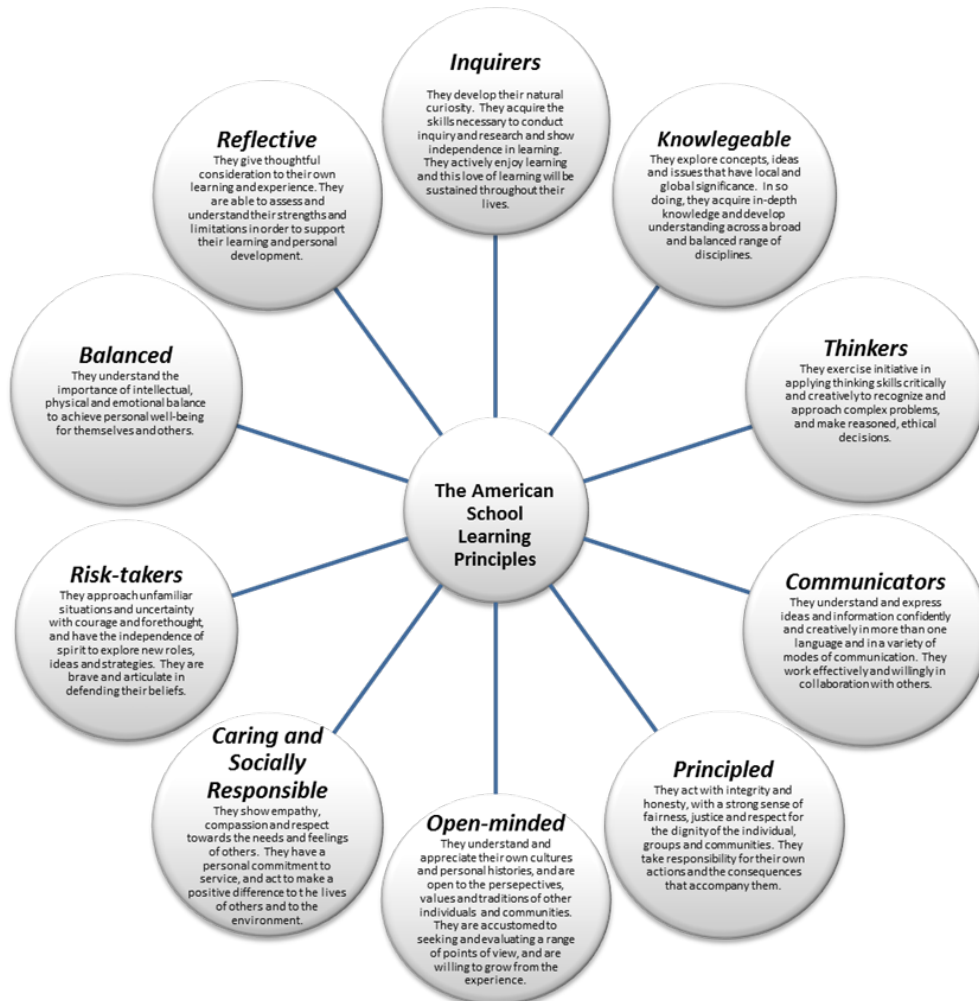 Inquirers
They develop their natural
curiosity. They acquire the
skills necessary to conduct
inquiry and research and show
independence in learning.
They actively enjoy learning
and this love of learning will be
sustained throughout their
lives.
Knowlegeable
They explore concepts, ideas
and issues that have local and
global significance. In so
doing, they acquire in-depth
knowledge and develop
understanding across a broad
and balanced range of
disciplines.
Thinkers
They exercise initiative in
applying thinking skills critically
and creatively to recognize and
approach complex problems,
and make reasoned, ethical
decisions.
Communicators
They understand and express
ideas and information confidently
and creatively in more than one
language and in a variety of
modes of communication. They
work effectively and willingly in
collaboration with others.
Principled
They act with integrity and
honesty, with a strong sense of
fairness, justice and respect for
the dignity of the individual,
groups and communities. They
take responsibility for their own
actions and the consequences
that accompany them.
Open-minded
They understand and
appreciate their own cultures
and personal histories, and are
open to the persepectives,
values and traditions of other
individuals and communities.
They are accustomed to
seeking and evaluating a range
of points of view, and are
willing to grow from the
experience.
Caring and
Socially
Responsible
They show empathy,
compassion and respect
towards the needs and feelings
of others. They have a
personal commitment to
service, and act to make a
positive difference to the lives
of others and to the
environment.
Risk-takers
They approach unfamiliar
situations and uncertainty
with courage and forethought,
and have the independence of
spirit to explore new roles,
ideas and strategies. They are
brave and articulate in
defending their beliefs.
Balanced
They understand the
importance of intellectual,
physical and emotional balance
to achieve personal well-being
for themselves and others.
Reflective
They give thoughtful
consideration to their own
learning and experience. They
are able to assess and
understand their strengths and
limitations in order to support
their learning and personal
development.
The American
School
Learning
Principles